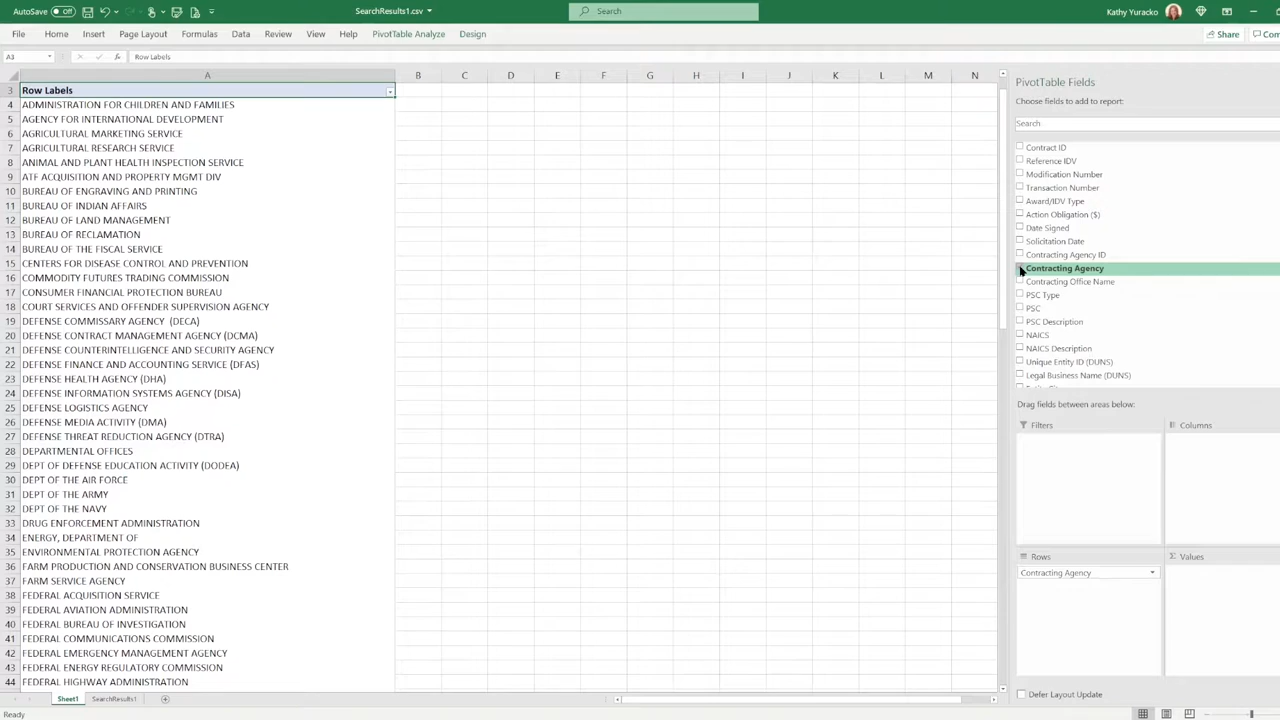 AutoSave Off SearchResults1.csv Search Kathy Yuracko
File Home Insert Page Layout Formulas Data Review View Help PivotTable Analyze Design Share
A3 fx Row Labels
A B C D E F G H I J K L M N
3 Row Labels
4 ADMINISTRATION FOR CHILDREN AND FAMILIES
5 AGENCY FOR INTERNATIONAL DEVELOPMENT
6 AGRICULTURAL MARKETING SERVICE
7 AGRICULTURAL RESEARCH SERVICE
8 ANIMAL AND PLANT HEALTH INSPECTION SERVICE
9 ATF ACQUISITION AND PROPERTY MGMT DIV
10 BUREAU OF ENGRAVING AND PRINTING
11 BUREAU OF INDIAN AFFAIRS
12 BUREAU OF LAND MANAGEMENT
13 BUREAU OF RECLAMATION
14 BUREAU OF THE FISCAL SERVICE
15 CENTERS FOR DISEASE CONTROL AND PREVENTION
16 COMMODITY FUTURES TRADING COMMISSION
17 CONSUMER FINANCIAL PROTECTION BUREAU
18 COURT SERVICES AND OFFENDER SUPERVISION AGENCY
19 DEFENSE COMMISSARY AGENCY (DECA)
20 DEFENSE CONTRACT MANAGEMENT AGENCY (DCMA)
21 DEFENSE COUNTERINTELLIGENCE AND SECURITY AGENCY
22 DEFENSE FINANCE AND ACCOUNTING SERVICE (DFAS)
23 DEFENSE HEALTH AGENCY (DHA)
24 DEFENSE INFORMATION SYSTEMS AGENCY (DISA)
25 DEFENSE LOGISTICS AGENCY
26 DEFENSE MEDIA ACTIVITY (DMA)
27 DEFENSE THREAT REDUCTION AGENCY (DTRA)
28 DEPARTMENTAL OFFICES
29 DEPT OF DEFENSE EDUCATION ACTIVITY (DODEA)
30 DEPT OF THE AIR FORCE
31 DEPT OF THE ARMY
32 DEPT OF THE NAVY
33 DRUG ENFORCEMENT ADMINISTRATION
34 ENERGY, DEPARTMENT OF
35 ENVIRONMENTAL PROTECTION AGENCY
36 FARM PRODUCTION AND CONSERVATION BUSINESS CENTER
37 FARM SERVICE AGENCY
38 FEDERAL ACQUISITION SERVICE
39 FEDERAL AVIATION ADMINISTRATION
40 FEDERAL BUREAU OF INVESTIGATION
41 FEDERAL COMMUNICATIONS COMMISSION
42 FEDERAL EMERGENCY MANAGEMENT AGENCY
43 FEDERAL ENERGY REGULATORY COMMISSION
44 FEDERAL HIGHWAY ADMINISTRATION
Sheet1 SearchResults1
Ready
PivotTable Fields
Choose fields to add to report:
Search
Contract ID
Reference IDV
Modification Number
Transaction Number
Award/IDV Type
Action Obligation ($)
Date Signed
Solicitation Date
Contracting Agency ID
Contracting Agency
Contracting Office Name
PSC Type
PSC
PSC Description
NAICS
NAICS Description
Unique Entity ID (DUNS)
Legal Business Name (DUNS)
Drag fields between areas below:
Filters Columns
Rows Σ Values
Contracting Agency
Defer Layout Update